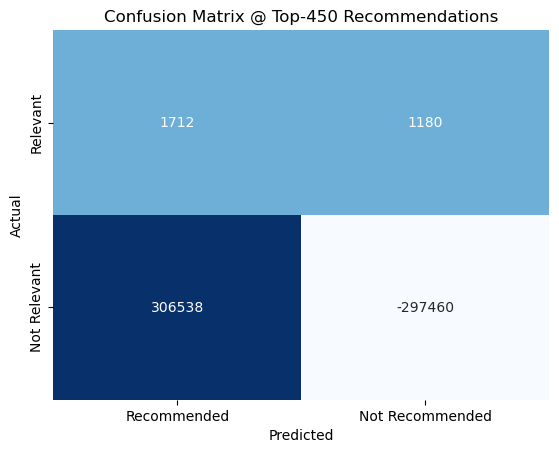 Confusion Matrix @ Top-450 Recommendations
Relevant
1712
1180
Actual
Not Relevant
306538
-297460
Recommended
Not Recommended
Predicted